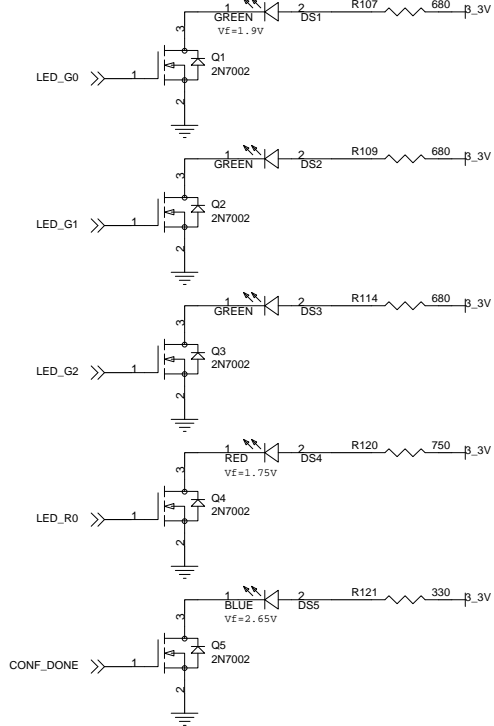 1 2 R107 680 3_3V
GREEN DS1
Vf=1.9V
3
Q1
2N7002
LED_G0 1
2
1 2 R109 680 3_3V
GREEN DS2
3
Q2
2N7002
LED_G1 1
2
1 2 R114 680 3_3V
GREEN DS3
3
Q3
2N7002
LED_G2 1
2
1 2 R120 750 3_3V
RED DS4
Vf=1.75V
3
Q4
2N7002
LED_R0 1
2
1 2 R121 330 3_3V
BLUE DS5
Vf=2.65V
3
Q5
2N7002
CONF_DONE 1
2